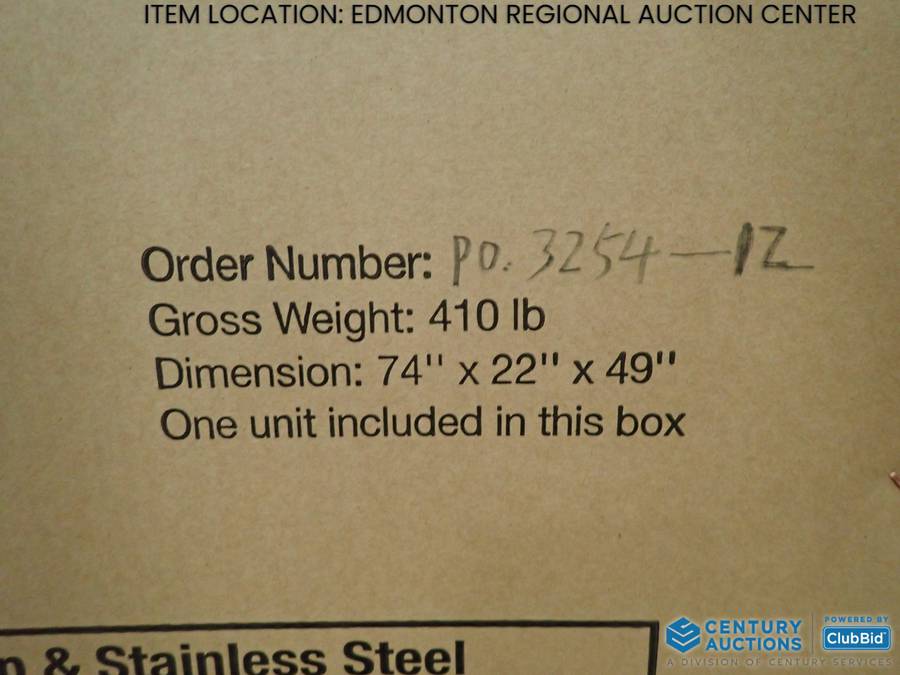 ITEM LOCATION: EDMONTON REGIONAL AUCTION CENTER
Order Number: PO. 3254-12
Gross Weight: 410 lb
Dimension: 74" x 22" x 49"
One unit included in this box
& Stainless Steel
CENTURY
AUCTIONS
A DIVISION OF CENTURY SERVICES
POWERED BY
ClubBid